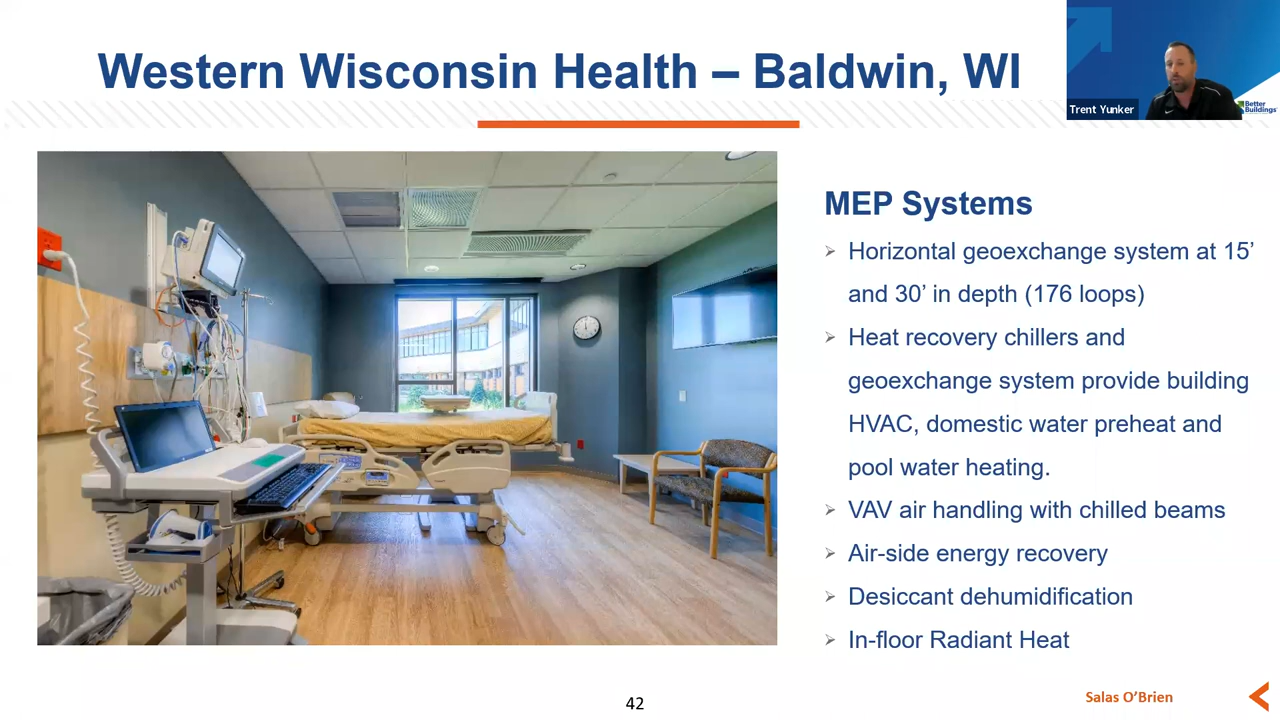 Western Wisconsin Health – Baldwin, WI
Trent Yunker
Better
Buildings
MEP Systems
Horizontal geoexchange system at 15’
and 30’ in depth (176 loops)
Heat recovery chillers and
geoexchange system provide building
HVAC, domestic water preheat and
pool water heating.
VAV air handling with chilled beams
Air-side energy recovery
Desiccant dehumidification
In-floor Radiant Heat
42
Salas O’Brien